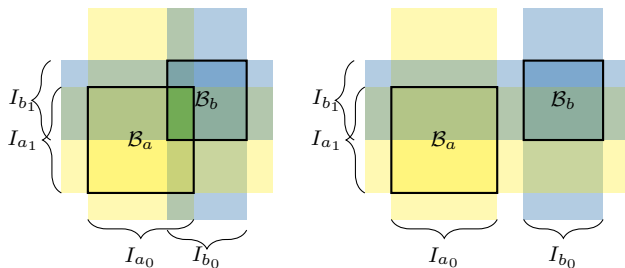 I_{b_1}
I_{a_1}
\mathcal{B}_b
\mathcal{B}_a
I_{a_0}
I_{b_0}
I_{b_1}
I_{a_1}
\mathcal{B}_b
\mathcal{B}_a
I_{a_0}
I_{b_0}